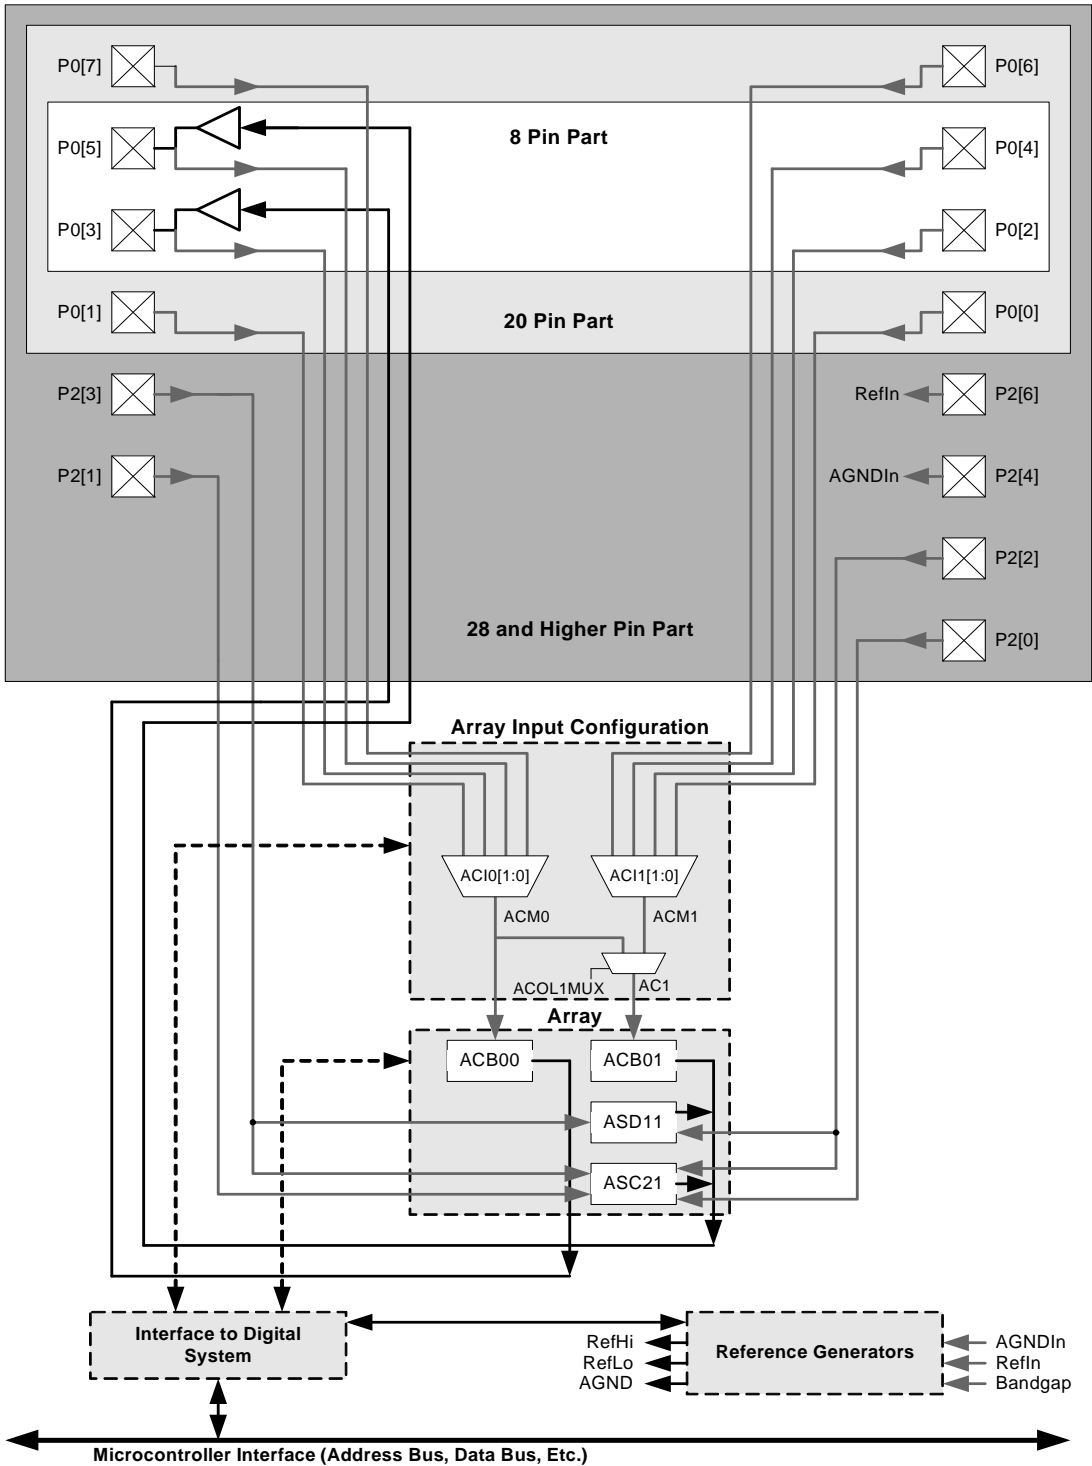 P0[7]
P0[6]
8 Pin Part
P0[5]
P0[4]
P0[3]
P0[2]
P0[1]
20 Pin Part
P0[0]
P2[3]
RefIn
P2[6]
P2[1]
AGNDIn
P2[4]
P2[2]
28 and Higher Pin Part
P2[0]
Array Input Configuration
ACI0[1:0]
ACI1[1:0]
ACM0
ACM1
ACOL1MUX
AC1
Array
ACB00
ACB01
ASD11
ASC21
Interface to Digital
System
RefHi
RefLo
AGND
Reference Generators
AGNDIn
RefIn
Bandgap
Microcontroller Interface (Address Bus, Data Bus, Etc.)